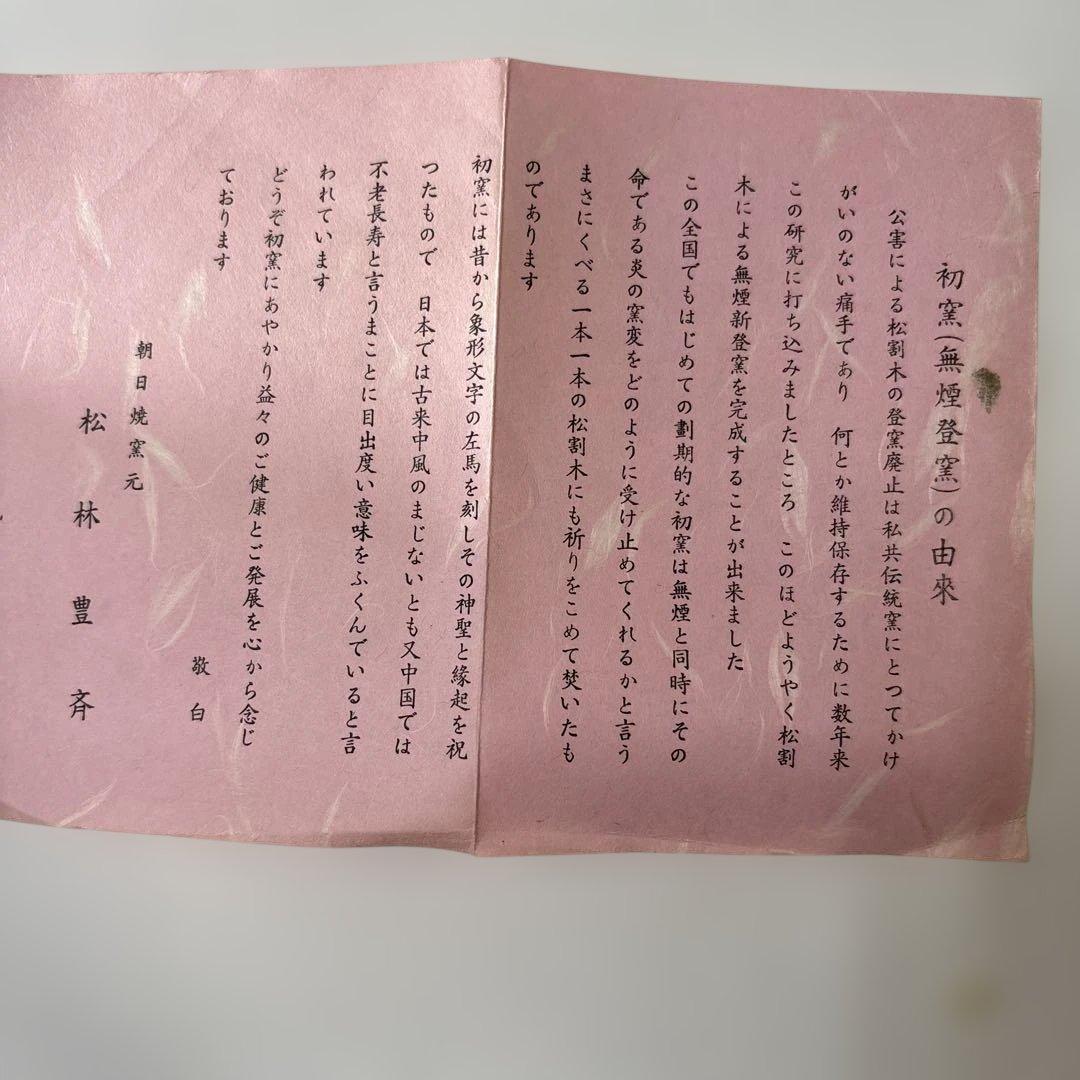 初窯(無煙登窯)の由來
公害による松割木の登窯廃止は私共伝統窯にとつてかけ
がいのない痛手であり　何とか維持保存するために数年来
この研究に打ち込みましたところ　このほどようやく松割
木による無煙新登窯を完成することが出来ました
この全国でもはじめての劃期的な初窯は無煙と同時にその
命である炎の窯変をどのように受け止めてくれるかと言う
まさにくべる一本一本の松割木にも祈りをこめて焚いたも
のであります
初窯には昔から象形文字の左馬を刻しその神聖と緣起を祝
つたもので　日本では古来中風のまじないとも又中国では
不老長寿と言うまことに目出度い意味をふくんでいると言
われています
どうぞ初窯にあやかり益々のご健康とご発展を心から念じ
ております
敬白
朝日焼窯元
松林豊斉